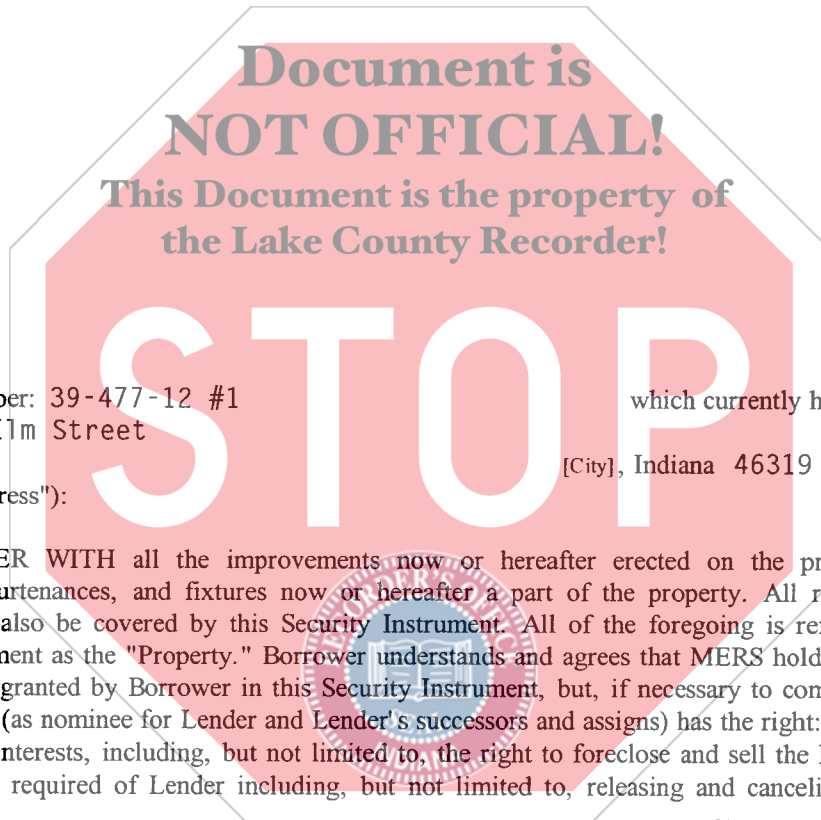 Document is
NOT OFFICIAL!
This Document is the property of
the Lake County Recorder!
STOP
ber: 39-477-12 #1 which currently h
lm Street
[City], Indiana 46319
ress"):
ER WITH all the improvements now or hereafter erected on the pr
urtenances, and fixtures now or hereafter a part of the property. All r
also be covered by this Security Instrument. All of the foregoing is re
nent as the "Property." Borrower understands and agrees that MERS hold
granted by Borrower in this Security Instrument, but, if necessary to com
(as nominee for Lender and Lender's successors and assigns) has the right:
nterests, including, but not limited to, the right to foreclose and sell the
required of Lender including, but not limited to, releasing and canceli